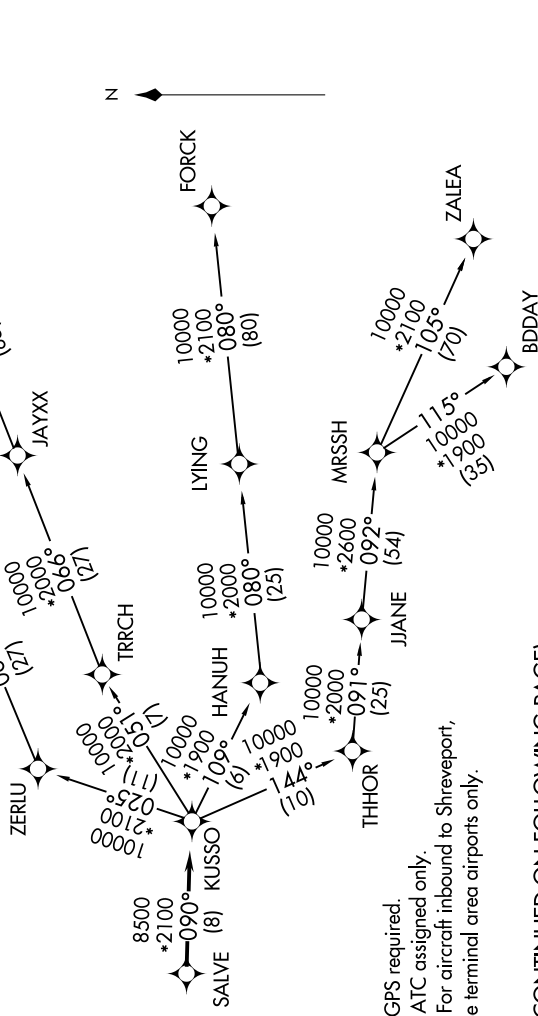 N
FORCK
ZALEA
10000
*2100
080°
(80)
10000
*2100
105°
(70)
BDDAY
JAYXX
LYING
MRSSH
115°
10000
*1900
(35)
10000
*2000
066°
(27)
10000
*2000
080°
(25)
10000
*2600
092°
(54)
TRRCH
HANUH
JJANE
(27)
10000
*2000
051°
(7)
10000
*1900
109°
(6)
10000
*1900
144°
(10)
10000
*2000
091°
(25)
ZERLU
10000
*2100
025°
(11)
KUSSO
THHOR
8500
*2100
090°
(8)
SALVE
GPS required.
ATC assigned only.
For aircraft inbound to Shreveport,
e terminal area airports only.
CONTINUED ON FOLLOWING PAGE)